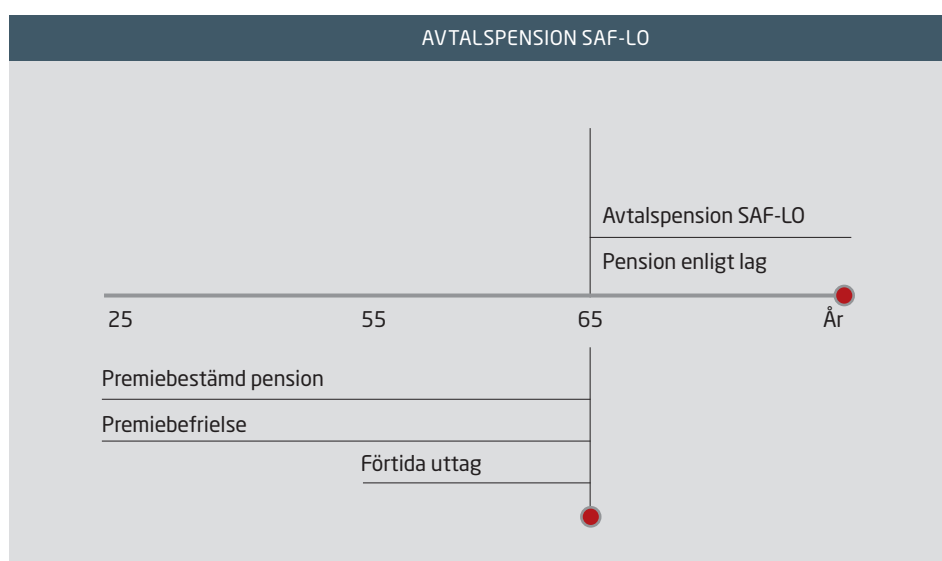 AVTALSPENSION SAF-LO
Avtalspension SAF-LO
Pension enligt lag
25 55 65 År
Premiebestämd pension
Premiebefrielse
Förtida uttag